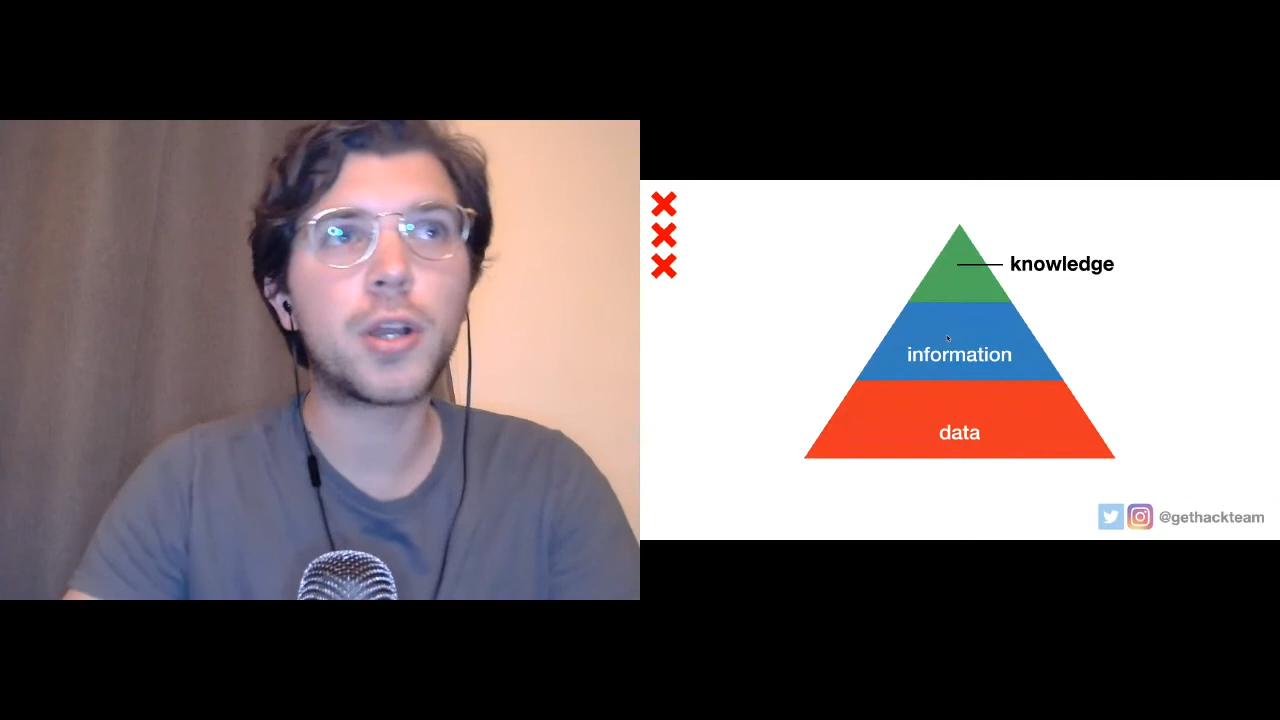 knowledge
information
data
@gethackteam